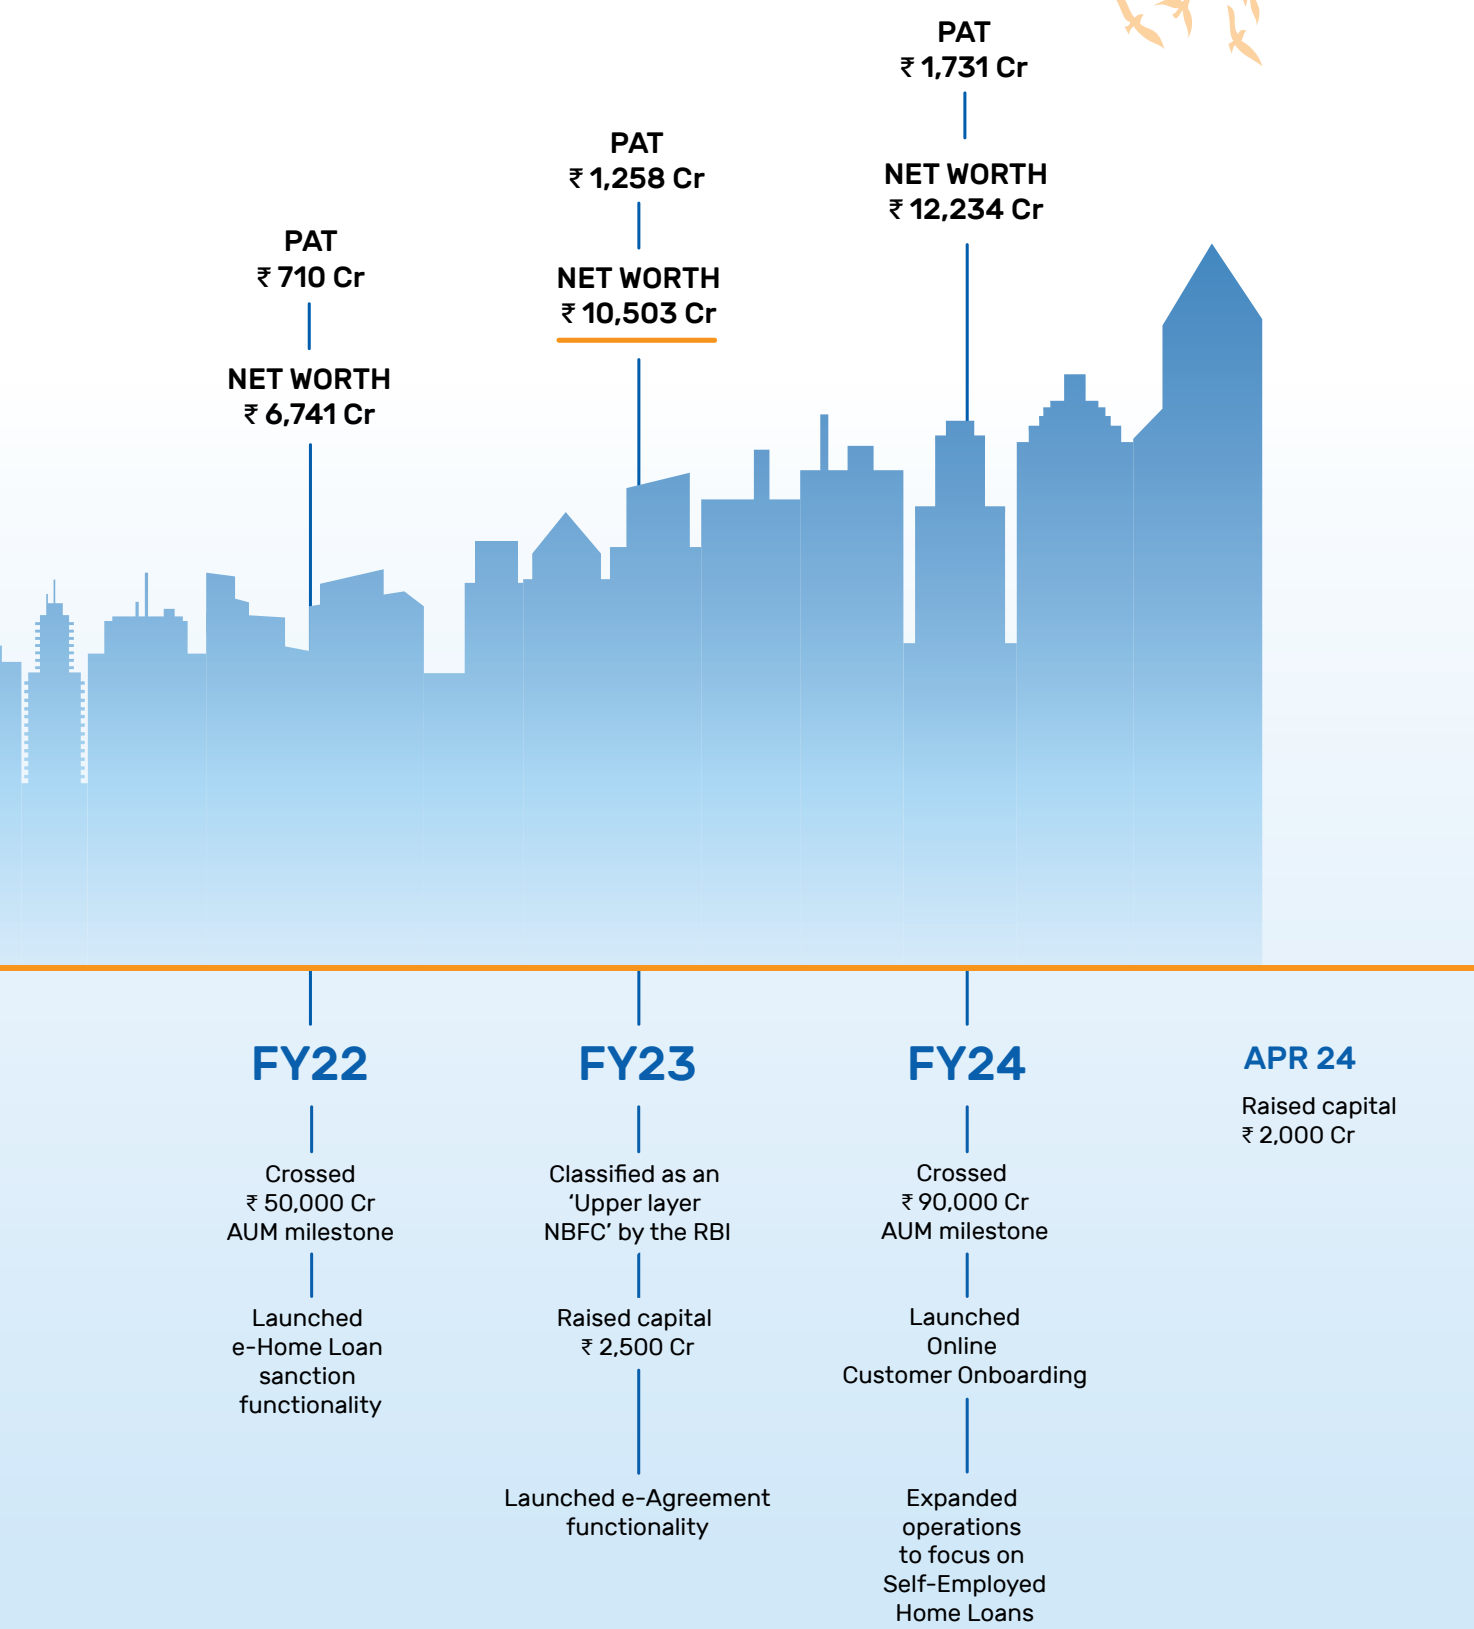 PAT
₹ 710 Cr
NET WORTH
₹ 6,741 Cr
PAT
₹ 1,258 Cr
NET WORTH
₹ 10,503 Cr
PAT
₹ 1,731 Cr
NET WORTH
₹ 12,234 Cr
FY22
Crossed
₹ 50,000 Cr
AUM milestone
Launched
e-Home Loan
sanction
functionality
FY23
Classified as an
‘Upper layer
NBFC’ by the RBI
Raised capital
₹ 2,500 Cr
Launched e-Agreement
functionality
FY24
Crossed
₹ 90,000 Cr
AUM milestone
Launched
Online
Customer Onboarding
Expanded
operations
to focus on
Self-Employed
Home Loans
APR 24
Raised capital
₹ 2,000 Cr